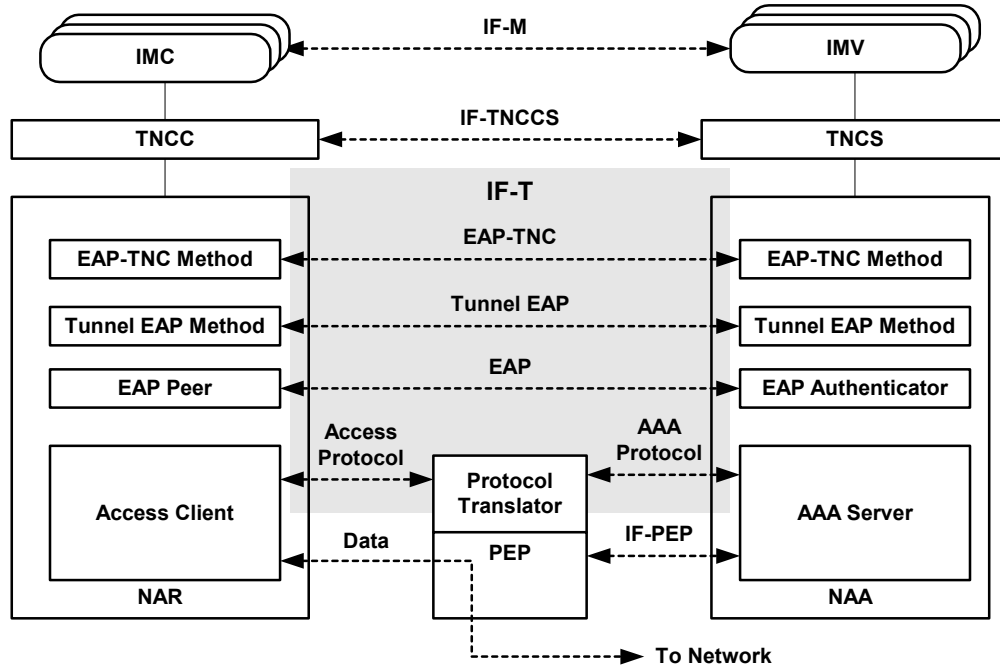 IF-M
IMC
IMV
IF-TNCCS
TNCC
TNCS
IF-T
EAP-TNC
EAP-TNC Method
EAP-TNC Method
Tunnel EAP
Tunnel EAP Method
Tunnel EAP Method
EAP
EAP Peer
EAP Authenticator
Access
Protocol
AAA
Protocol
Protocol
Translator
Access Client
AAA Server
Data
PEP
IF-PEP
NAR
NAA
To Network